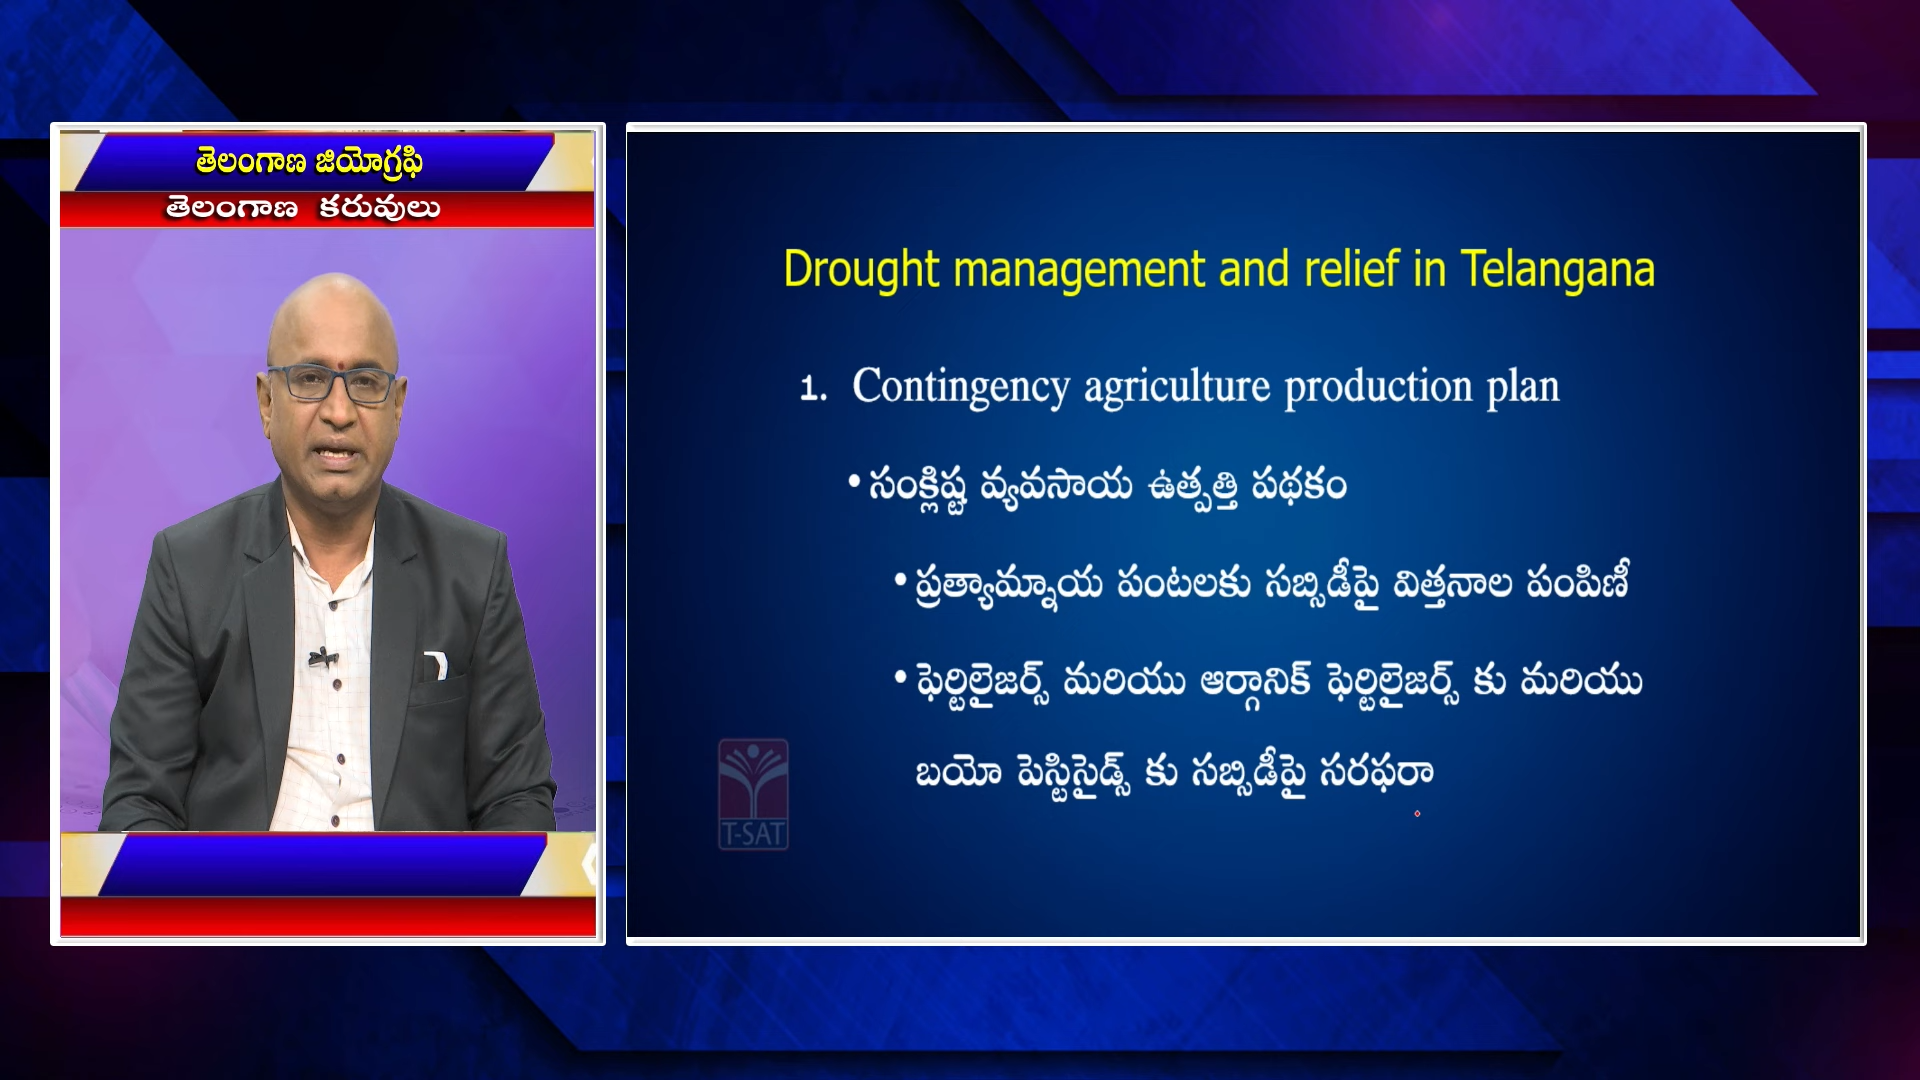 తెలంగాణ జియోగ్రఫి
తెలంగాణ కరువులు
Drought management and relief in Telangana
1. Contingency agriculture production plan
• సంక్లిష్ట వ్యవసాయ ఉత్పత్తి పథకం
• ప్రత్యామ్నాయ పంటలకు సబ్సిడీపై విత్తనాల పంపిణీ
• ఫెర్టిలైజర్స్ మరియు ఆర్గానిక్ ఫెర్టిలైజర్స్ కు మరియు
బయో పెస్టిసైడ్స్ కు సబ్సిడీపై సరఫరా
T-SAT